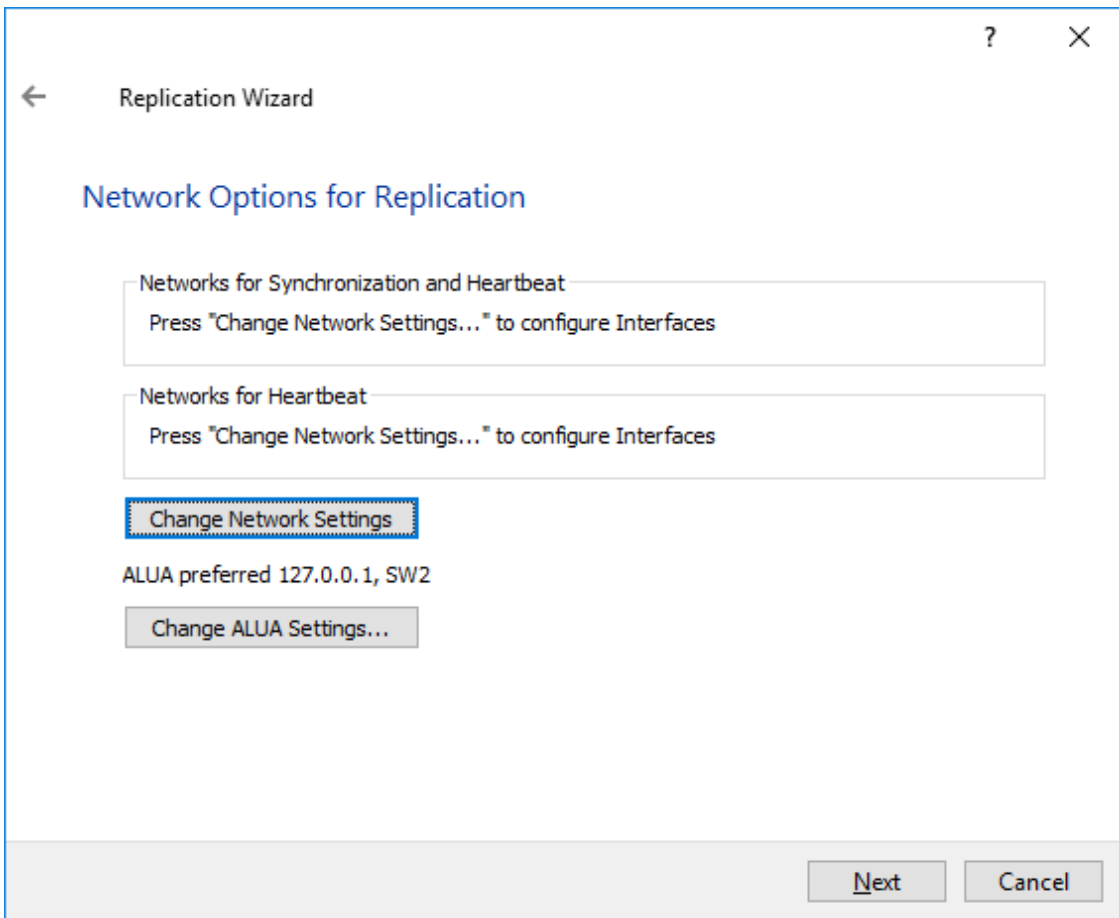 ?
Replication Wizard
Network Options for Replication
Networks for Synchronization and Heartbeat
Press "Change Network Settings..." to configure Interfaces
Networks for Heartbeat
Press "Change Network Settings..." to configure Interfaces
Change Network Settings
ALUA preferred 127.0.0.1, SW2
Change ALUA Settings...
Next
Cancel